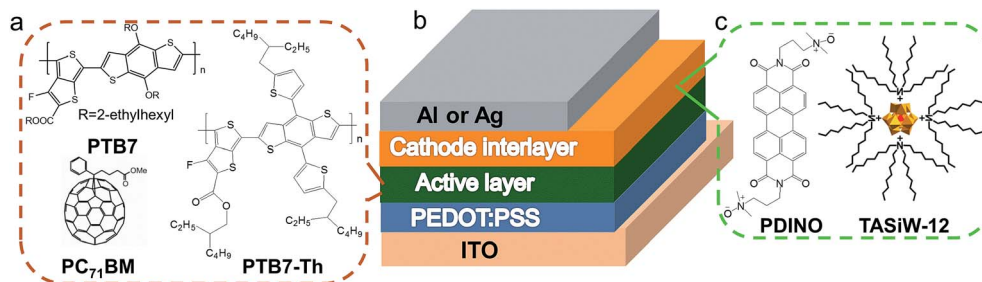 a
S
S
F
ROOC
RO
S
S
OR
n
R=2-ethylhexyl
PTB7
O
OMe
PC71BM
C4H9
C2H5
S
S
S
F
S
S
n
S
O
O
C2H5
C4H9
C2H5
C4H9
PTB7-Th
b
Al or Ag
Cathode interlayer
Active layer
PEDOT:PSS
ITO
c
N
O
O
N
O
O
N
O
N
O
PDINO
N
N
TASiW-12